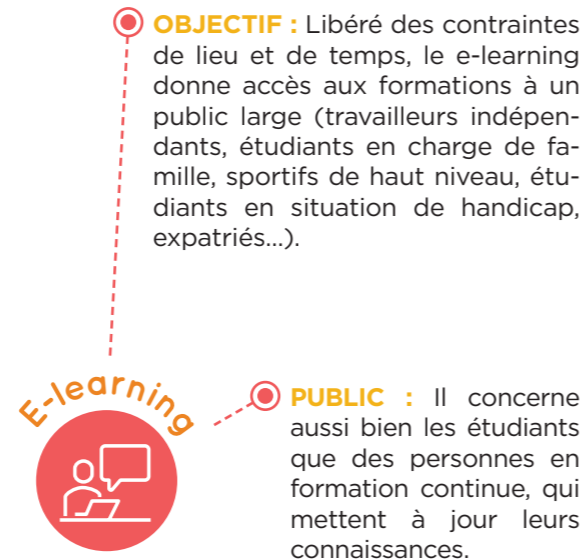 OBJECTIF : Libéré des contraintes
de lieu et de temps, le e-learning
donne accès aux formations à un
public large (travailleurs indépen-
dants, étudiants en charge de fa-
mille, sportifs de haut niveau, étu-
diants en situation de handicap,
expatriés...).
E-learning
PUBLIC : Il concerne
aussi bien les étudiants
que des personnes en
formation continue, qui
mettent à jour leurs
connaissances.